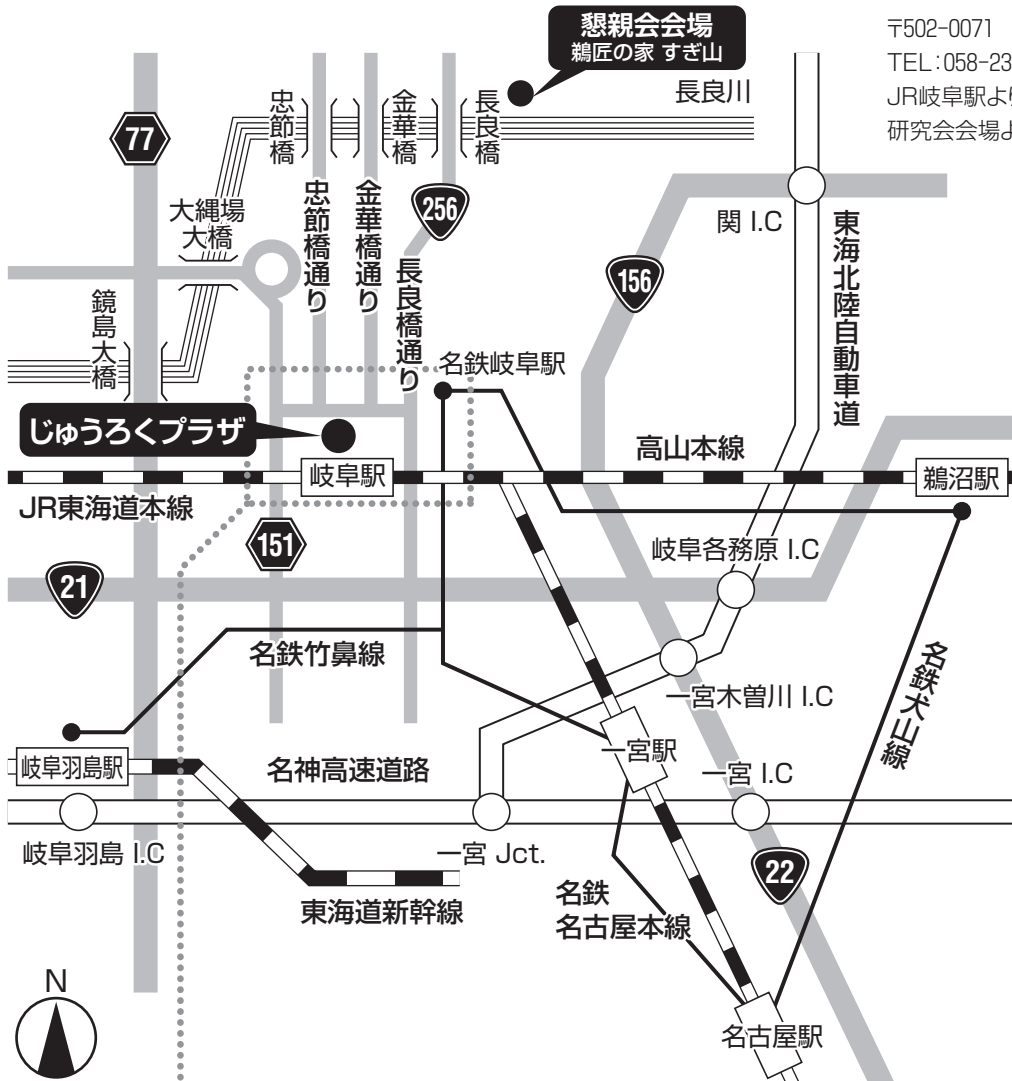 懇親会会場
鵜匠の家 すぎ山
〒502-0071
TEL:058-23
JR岐阜駅よ
研究会会場よ
長良川
忠節橋
金華橋
長良橋
77
大縄場
大橋
忠節橋通り
金華橋通り
256
長良橋通り
関 I.C
156
東海北陸自動車道
鏡島大橋
名鉄岐阜駅
じゅうろくプラザ
岐阜駅
高山本線
鵜沼駅
JR東海道本線
151
岐阜各務原 I.C
21
名鉄竹鼻線
一宮木曽川 I.C
名鉄犬山線
岐阜羽島駅
名神高速道路
一宮駅
一宮 I.C
岐阜羽島 I.C
一宮 Jct.
22
東海道新幹線
名鉄
名古屋本線
N
名古屋駅